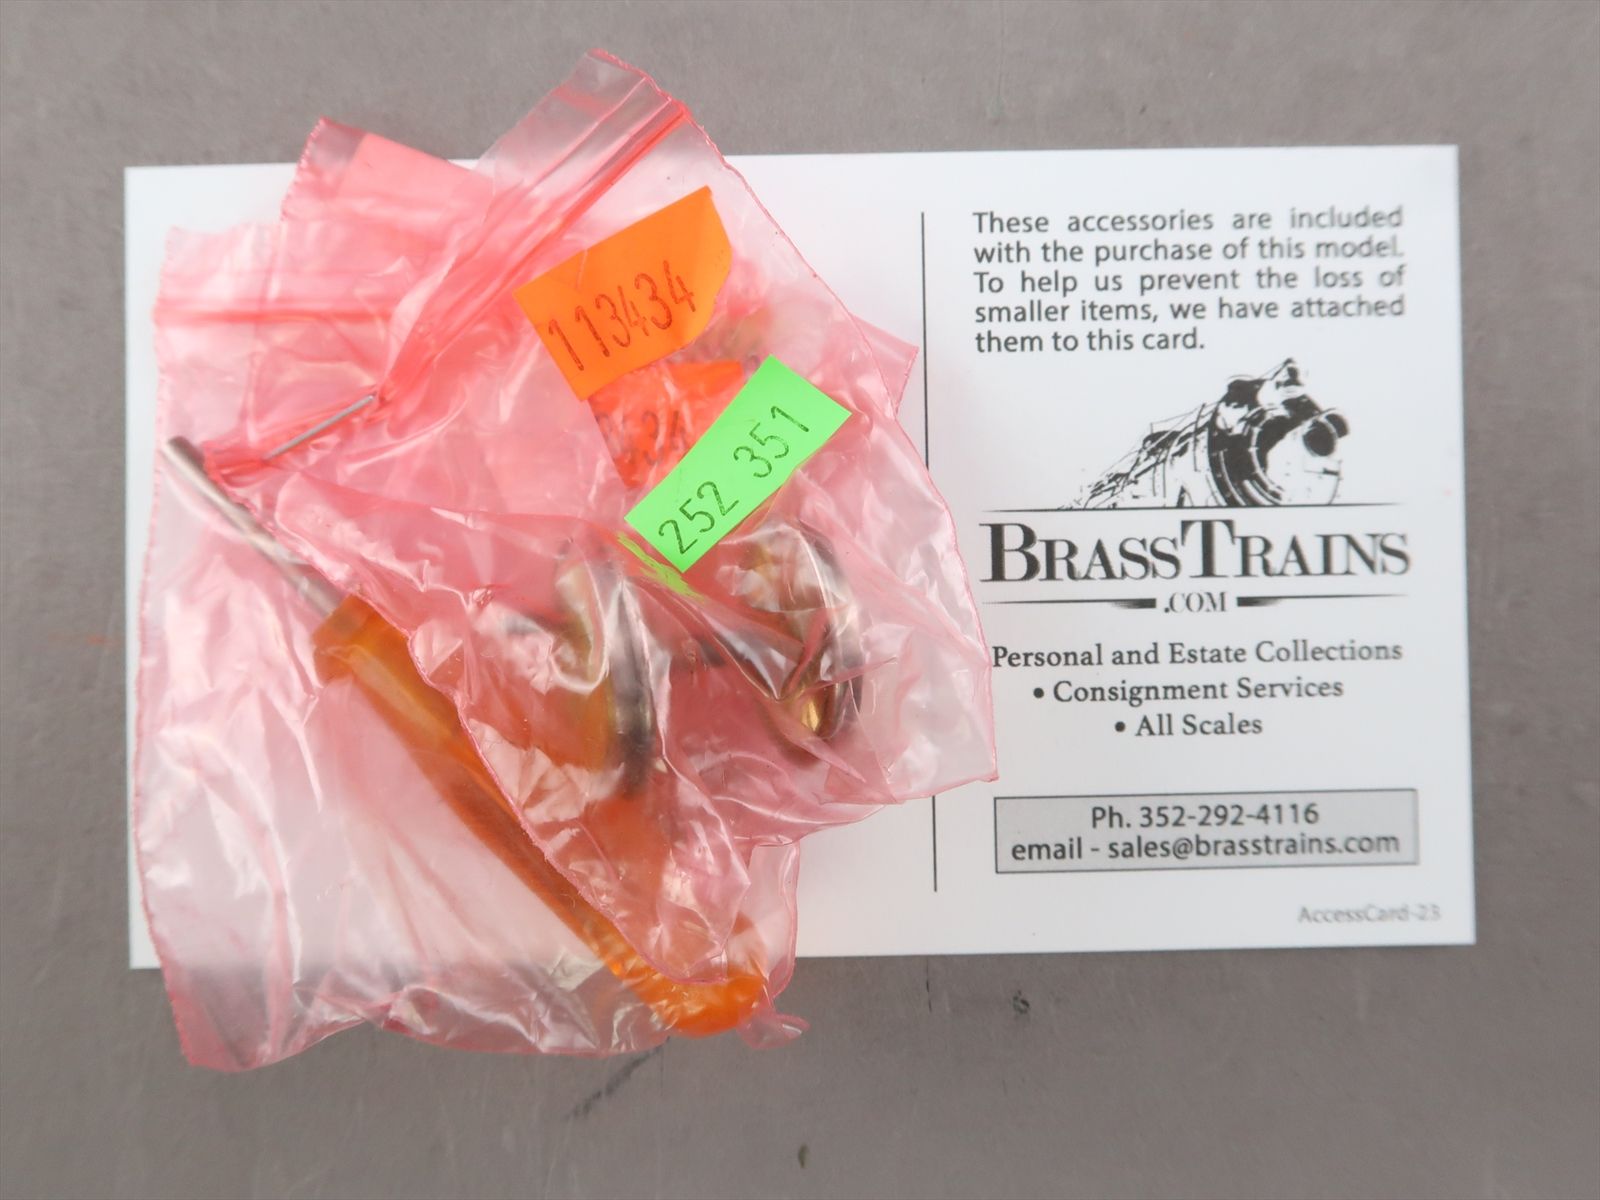 113434
434
252 351
These accessories are included
with the purchase of this model.
To help us prevent the loss of
smaller items, we have attached
them to this card.
BRASSTRAINS
.COM
Personal and Estate Collections
• Consignment Services
• All Scales
Ph. 352-292-4116
email - sales@brasstrains.com
AccessCard-23